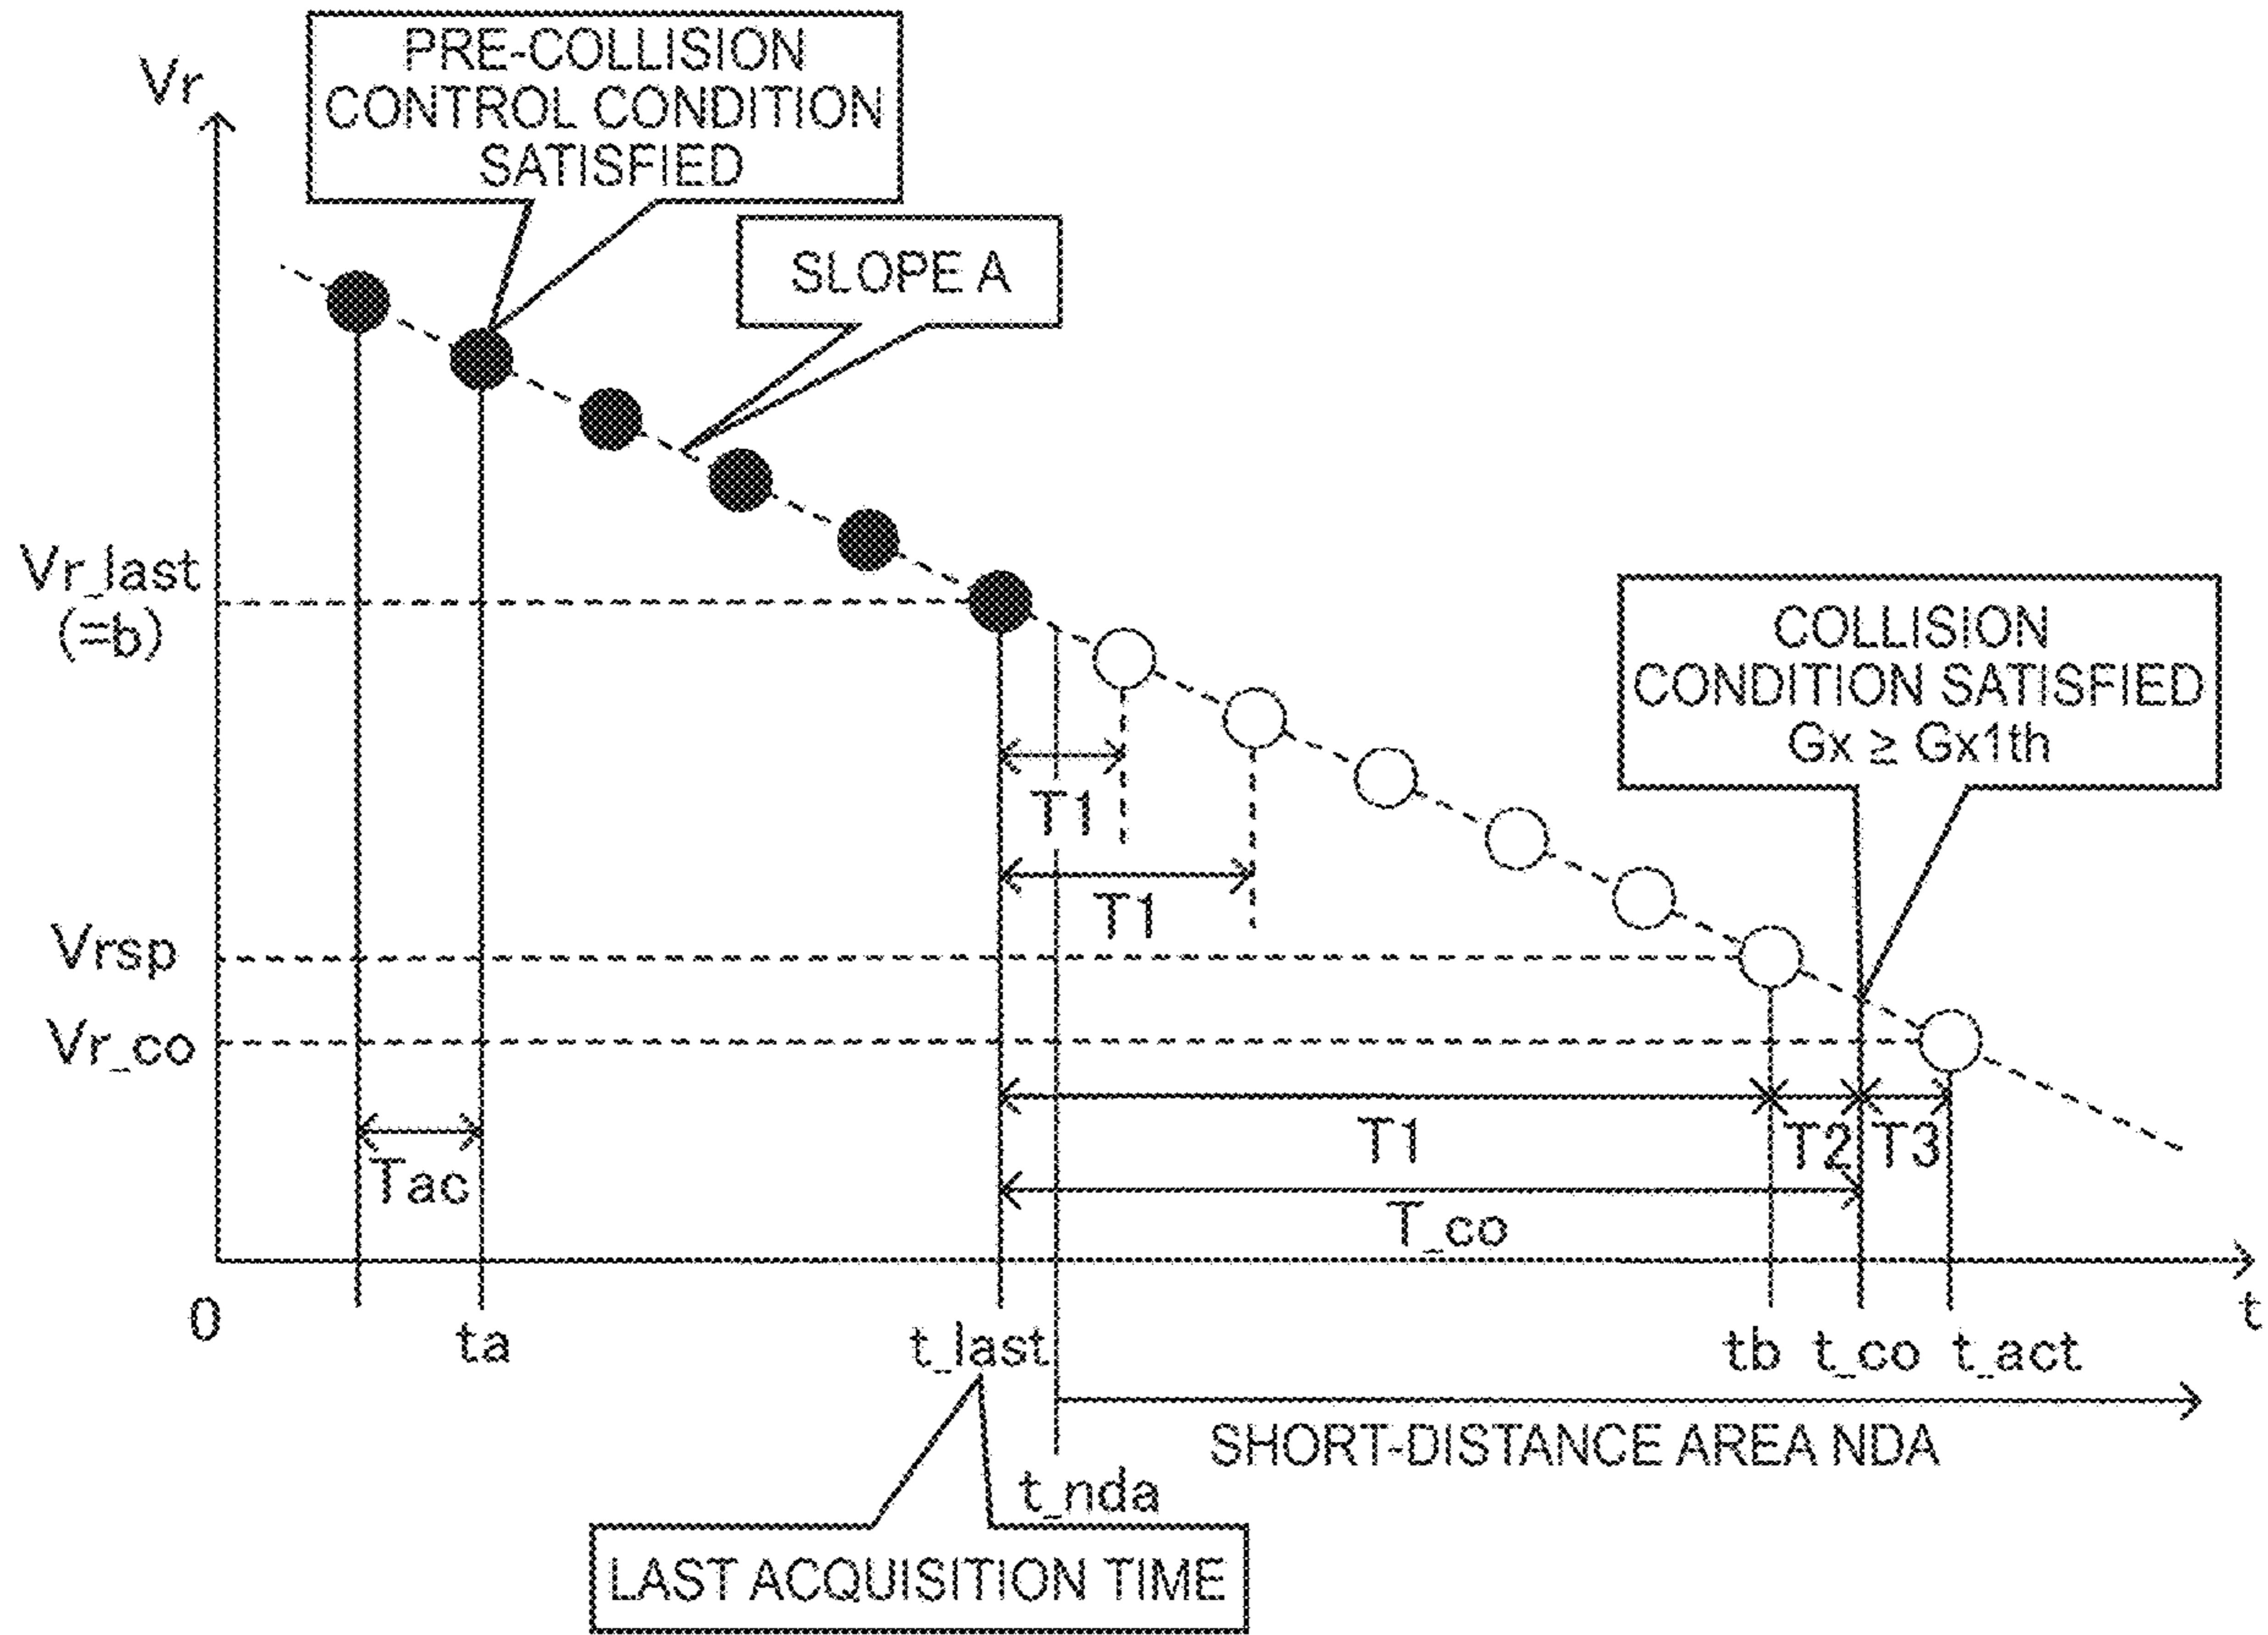 Vr
PRE-COLLISION
CONTROL CONDITION
SATISFIED
SLOPE A
Vr_last
(=b)
COLLISION
CONDITION SATISFIED
Gx ≥ Gx1th
T1
T1
Vrsp
Vr_co
T1
T2
T3
Tac
T_co
0
t
ta
t_last
tb
t_co
t_act
SHORT-DISTANCE AREA NDA
t_nda
LAST ACQUISITION TIME